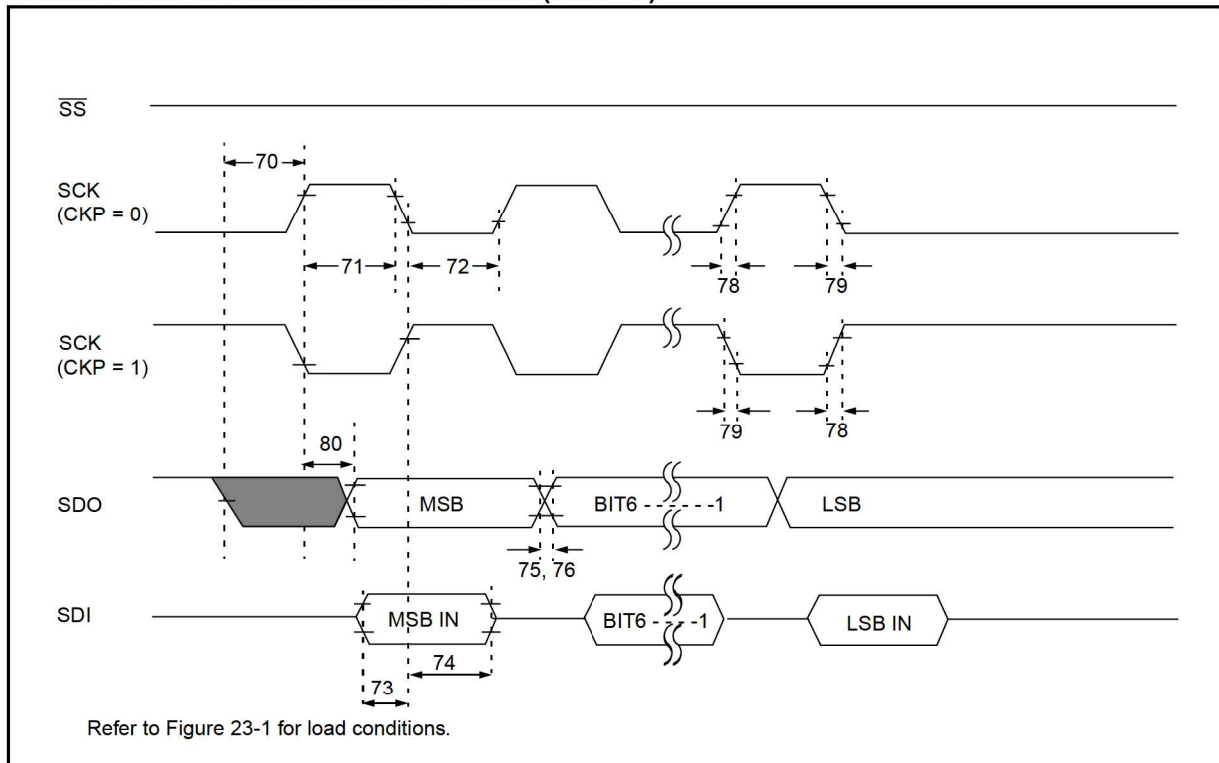 SS
70
SCK
(CKP = 0)
71
72
78
79
SCK
(CKP = 1)
79
78
80
SDO
MSB
BIT6 - - - - - -1
LSB
75, 76
SDI
MSB IN
BIT6 - - - - -1
LSB IN
74
73
Refer to Figure 23-1 for load conditions.